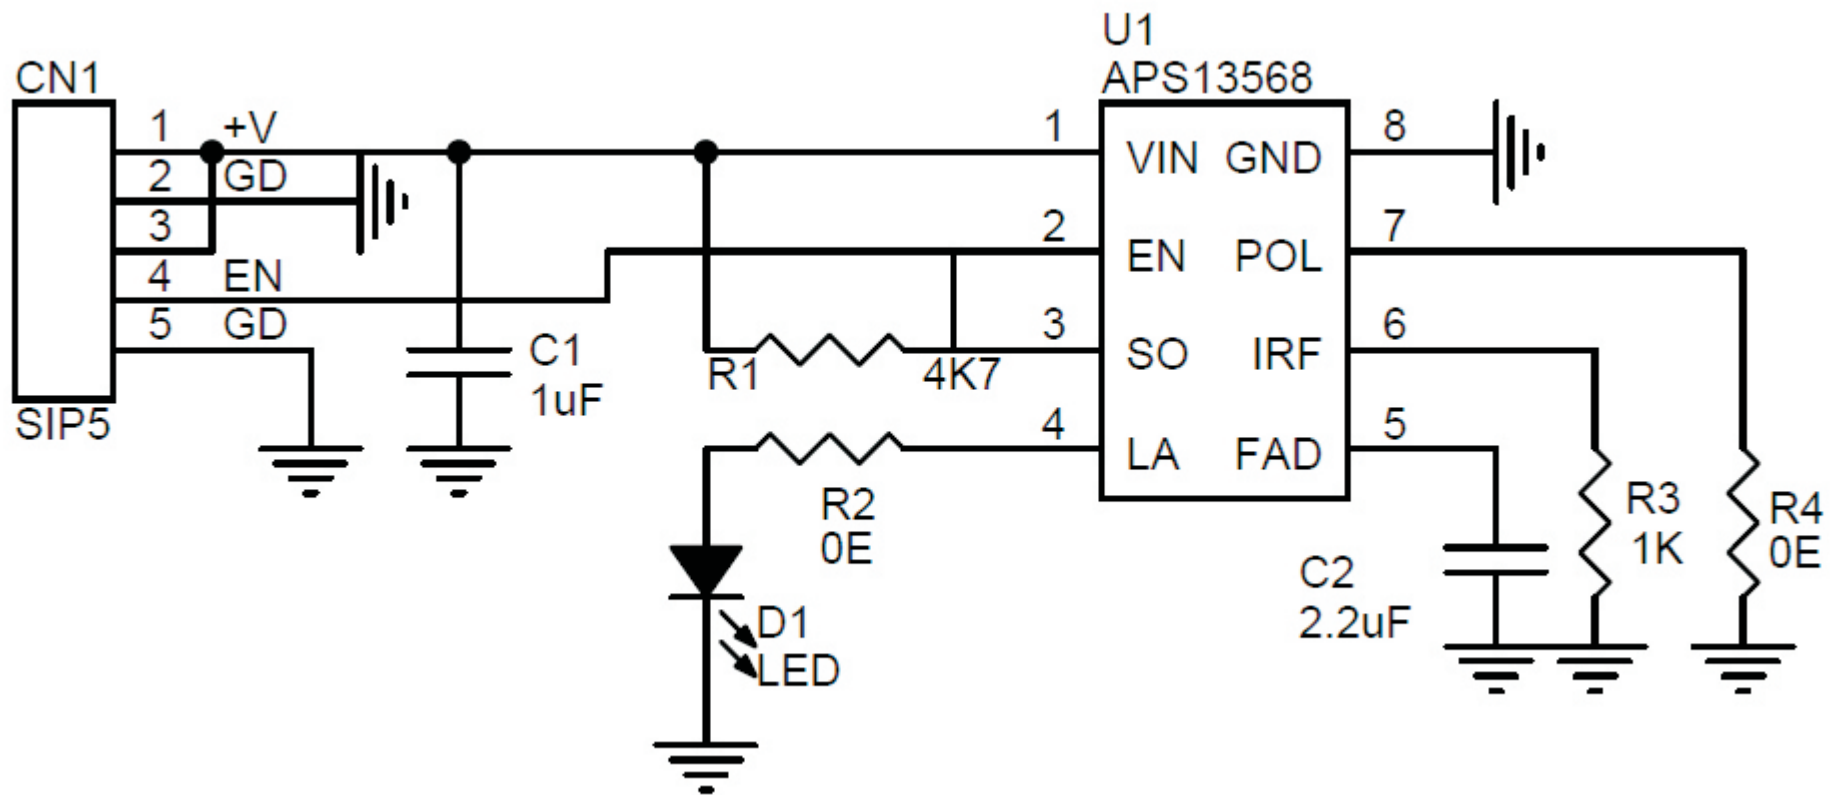 U1
APS13568
CN1
1 +V
2 GD
3
4 EN
5 GD
SIP5
C1
1uF
R1 4K7
R2
0E
D1
LED
1 VIN GND 8
2 EN POL 7
3 SO IRF 6
4 LA FAD 5
C2
2.2uF
R3
1K
R4
0E